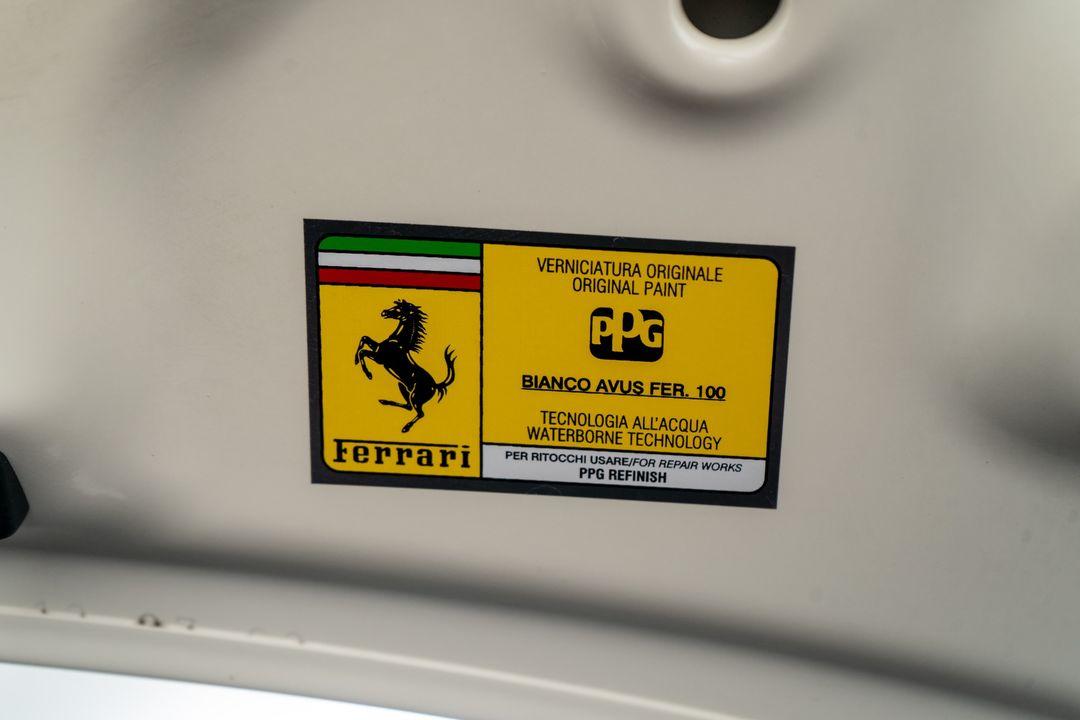 Ferrari
VERNICIATURA ORIGINALE
ORIGINAL PAINT
PPG
BIANCO AVUS FER. 100
TECNOLOGIA ALL'ACQUA
WATERBORNE TECHNOLOGY
PER RITOCCHI USARE/FOR REPAIR WORKS
PPG REFINISH